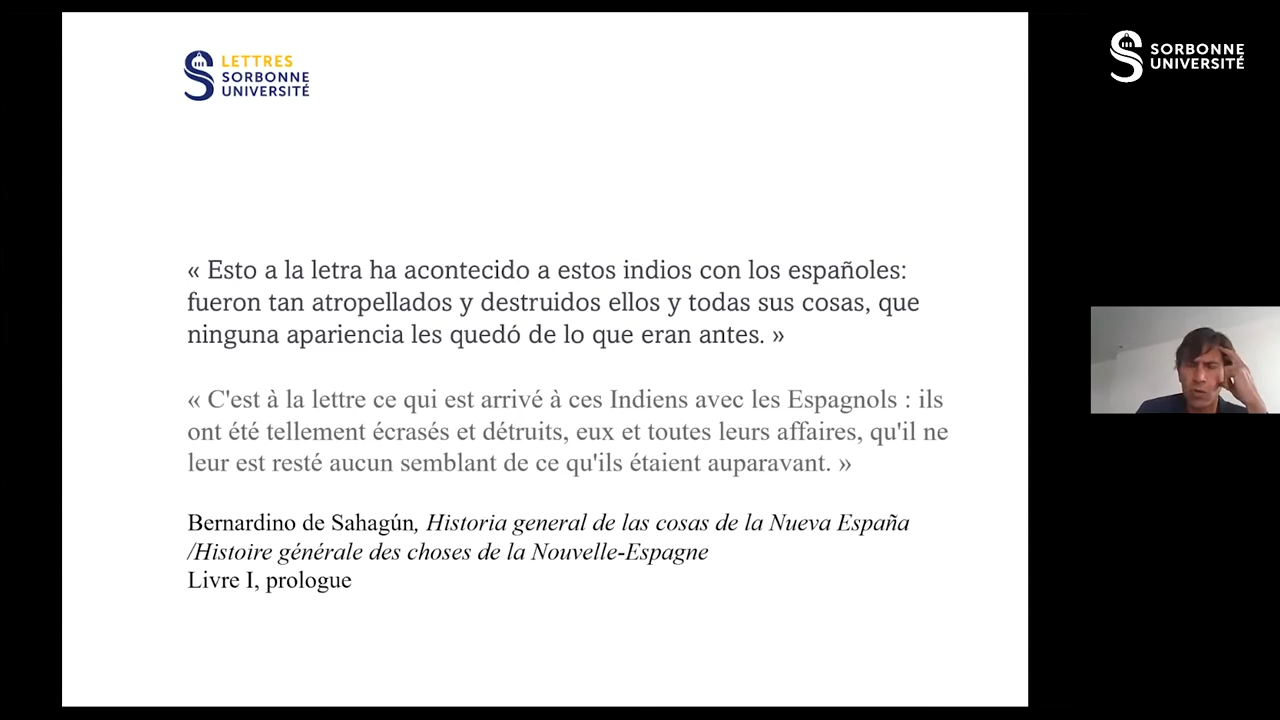 LETTRES
SORBONNE
UNIVERSITÉ
SORBONNE
UNIVERSITÉ
« Esto a la letra ha acontecido a estos indios con los españoles:
fueron tan atropellados y destruidos ellos y todas sus cosas, que
ninguna apariencia les quedó de lo que eran antes. »
« C'est à la lettre ce qui est arrivé à ces Indiens avec les Espagnols : ils
ont été tellement écrasés et détruits, eux et toutes leurs affaires, qu'il ne
leur est resté aucun semblant de ce qu'ils étaient auparavant. »
Bernardino de Sahagún, Historia general de las cosas de la Nueva España
/Histoire générale des choses de la Nouvelle-Espagne
Livre I, prologue